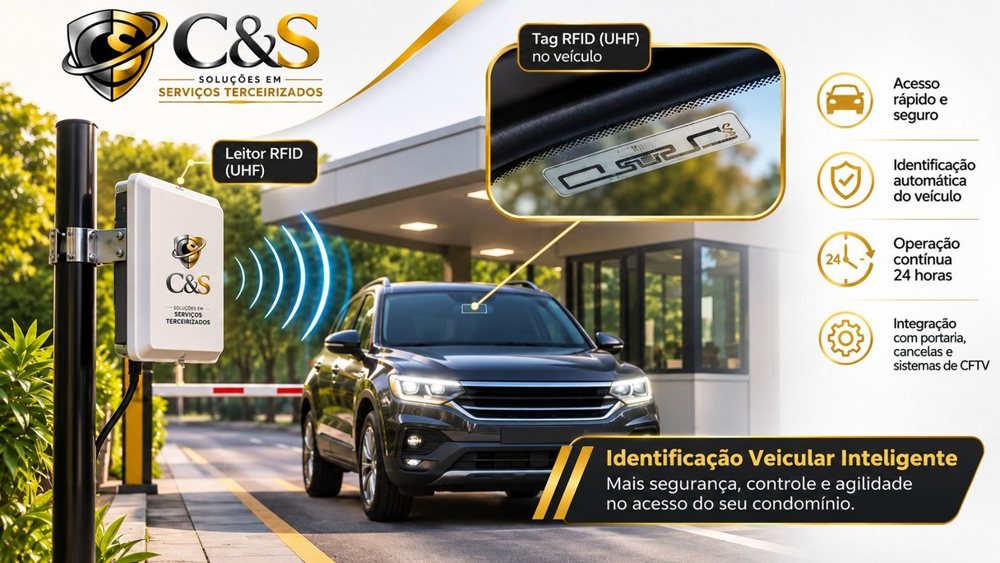 C&S
SOLUÇÕES EM
SERVIÇOS TERCEIRIZADOS
Tag RFID (UHF)
no veículo
Leitor RFID
(UHF)
C&S
SOLUÇÕES EM
SERVIÇOS
TERCEIRIZADOS
Acesso
rápido e
seguro
Identificação
automática
do veículo
24
Operação
contínua
24 horas
Integração
com portaria,
cancelas e
sistemas de CFTV
Identificação Veicular Inteligente
Mais segurança, controle e agilidade
no acesso do seu condomínio.